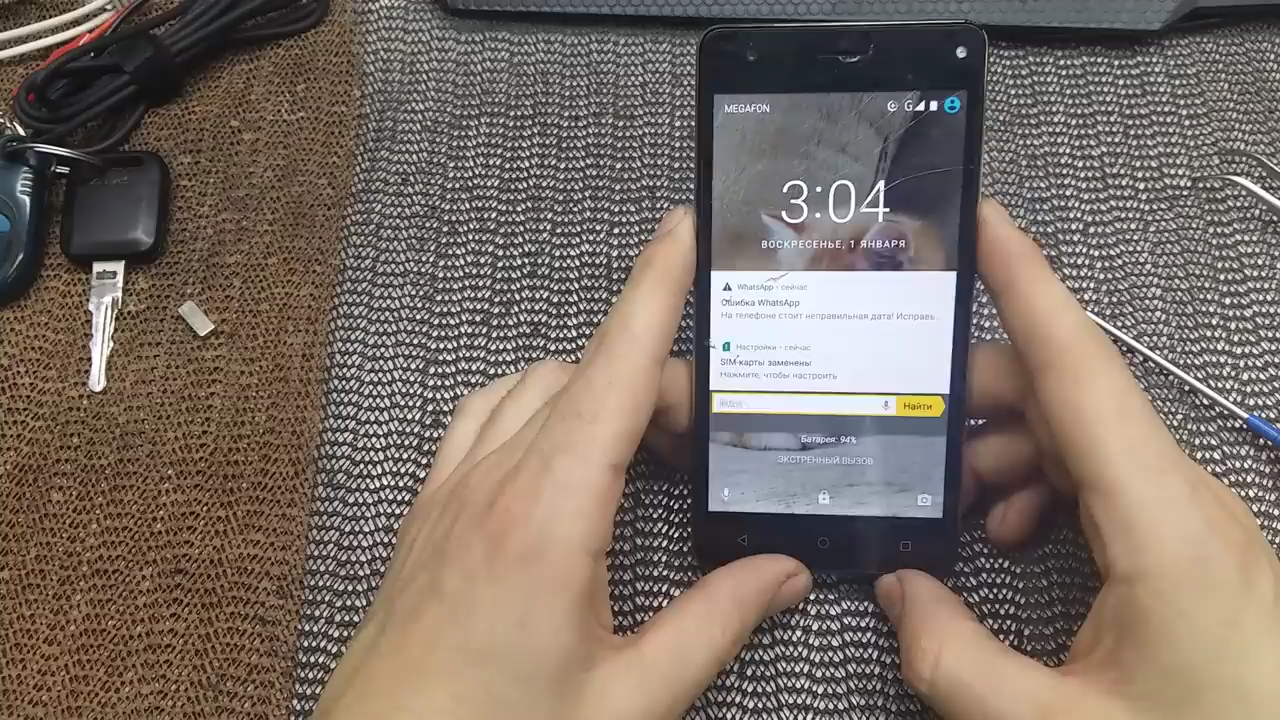 MEGAFON
G
3:04
ВОСКРЕСЕНЬЕ, 1 ЯНВАРЯ
WhatsApp • сейчас
Ошибка WhatsApp
На телефоне стоит неправильная дата! Исправь..
Настройки • сейчас
SIM-карты заменены
Нажмите, чтобы настроить
Найти
Батарея: 94%
ЭКСТРЕННЫЙ ВЫЗОВ